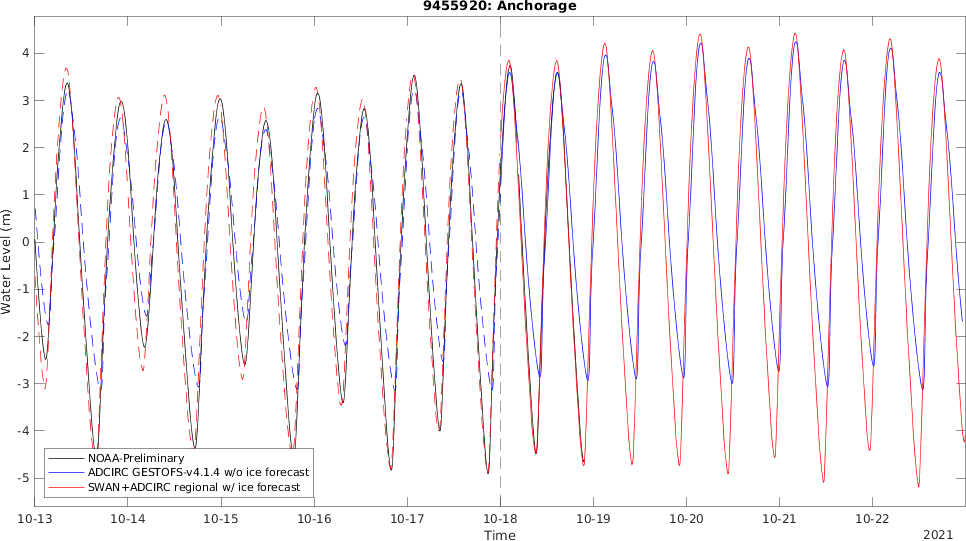 9455920: Anchorage
Water Level (m)
4
3
2
1
0
-1
-2
-3
-4
-5
NOAA-Preliminary
ADCIRC GESTOFS-v4.1.4 w/o ice forecast
SWAN+ADCIRC regional w/ ice forecast
10-13 10-14 10-15 10-16 10-17 10-18 10-19 10-20 10-21 10-22
Time
2021